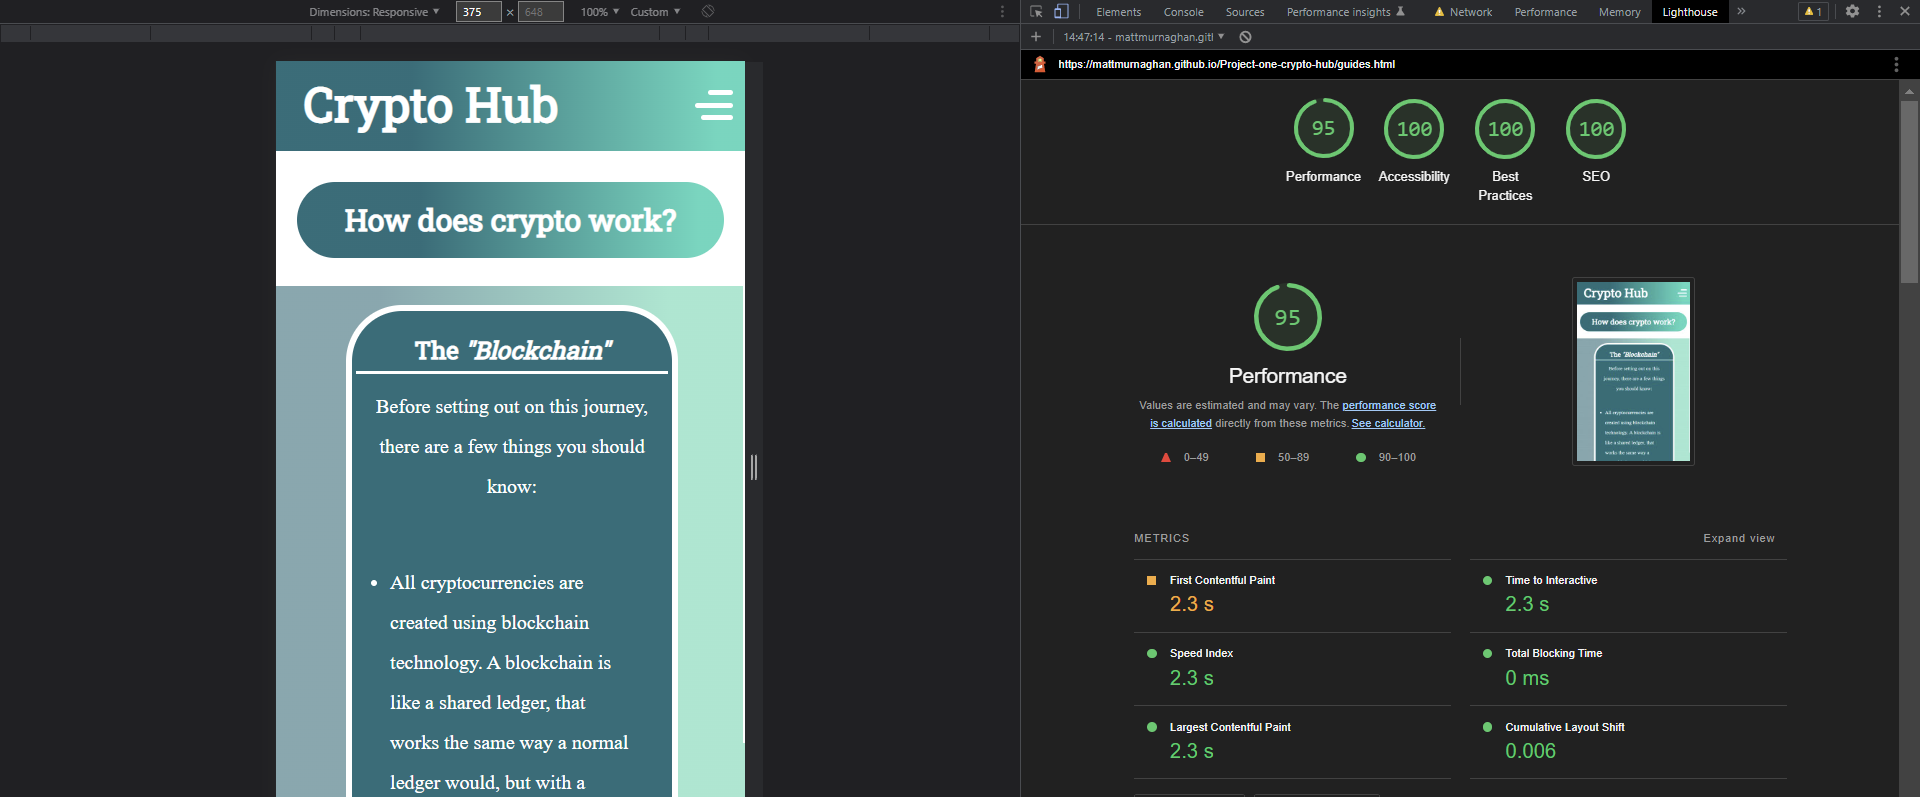 Dimensions: Responsive ▼ 375 × 648 100% ▼ Custom ▼
Elements Console Sources Performance insights Network Performance Memory Lighthouse » 1
+ 14:47:14 - mattmurnaghan.gitl ▼
https://mattmurnaghan.github.io/Project-one-crypto-hub/guides.html
Crypto Hub
How does crypto work?
The "Blockchain"
Before setting out on this journey,
there are a few things you should
know:
• All cryptocurrencies are
created using blockchain
technology. A blockchain is
like a shared ledger, that
works the same way a normal
ledger would, but with a
95 100 100 100
Performance Accessibility Best SEO
Practices
95
Performance
Values are estimated and may vary. The performance score
is calculated directly from these metrics. See calculator.
0–49 50–89 90–100
Crypto Hub
How does crypto work?
The "Blockchain"
Before setting out on this
journey, there are a few things
you should know:
• All cryptocurrencies are
created using blockchain
technology. A blockchain is
like a shared ledger, that
works the same way a
METRICS Expand view
First Contentful Paint
2.3 s
Time to Interactive
2.3 s
Speed Index
2.3 s
Total Blocking Time
0 ms
Largest Contentful Paint
2.3 s
Cumulative Layout Shift
0.006